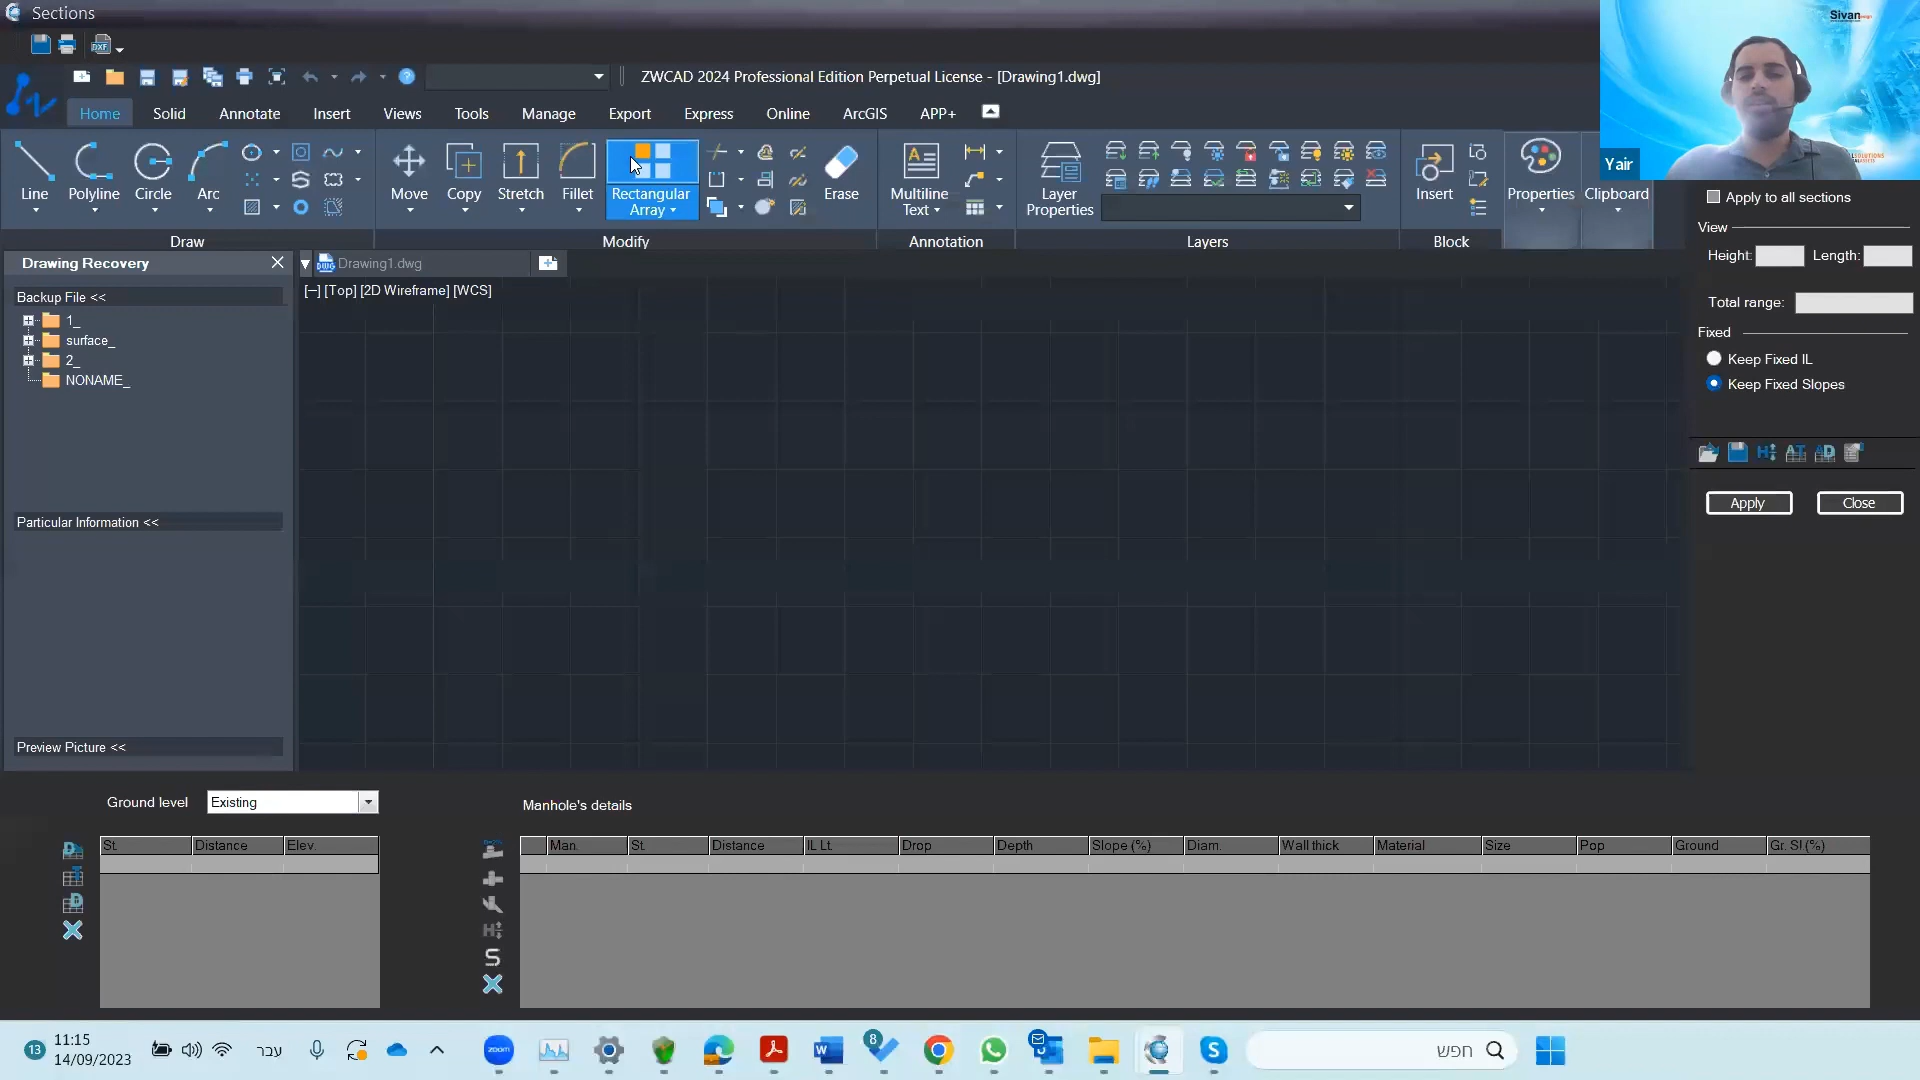 Sections
Sivan
DXF
ZWCAD 2024 Professional Edition Perpetual License - [Drawing1.dwg]
Home
Solid
Annotate
Insert
Views
Tools
Manage
Export
Express
Online
ArcGIS
APP+
Line
Polyline
Circle
Arc
Move
Copy
Stretch
Fillet
Rectangular
Array
Erase
Multiline
Text
Layer
Properties
Insert
Properties
Clipboard
Yair
Draw
Modify
Annotation
Layers
Block
Apply to all sections
View
Height:
Length:
Total range:
Fixed
Keep Fixed IL
Keep Fixed Slopes
Apply
Close
Drawing Recovery
Drawing1.dwg
[─] [Top] [2D Wireframe] [WCS]
Backup File <<
1_
surface_
2_
NONAME_
Particular Information <<
Preview Picture <<
Ground level
Existing
Manhole's details
St. Distance Elev.
Man. St. Distance IL Lt. Drop Depth Slope (%) Diam. Wall thick Material Size Pop Ground Gr. Sl (%)
13
11:15
14/09/2023
עבר
zoom
8
חפש